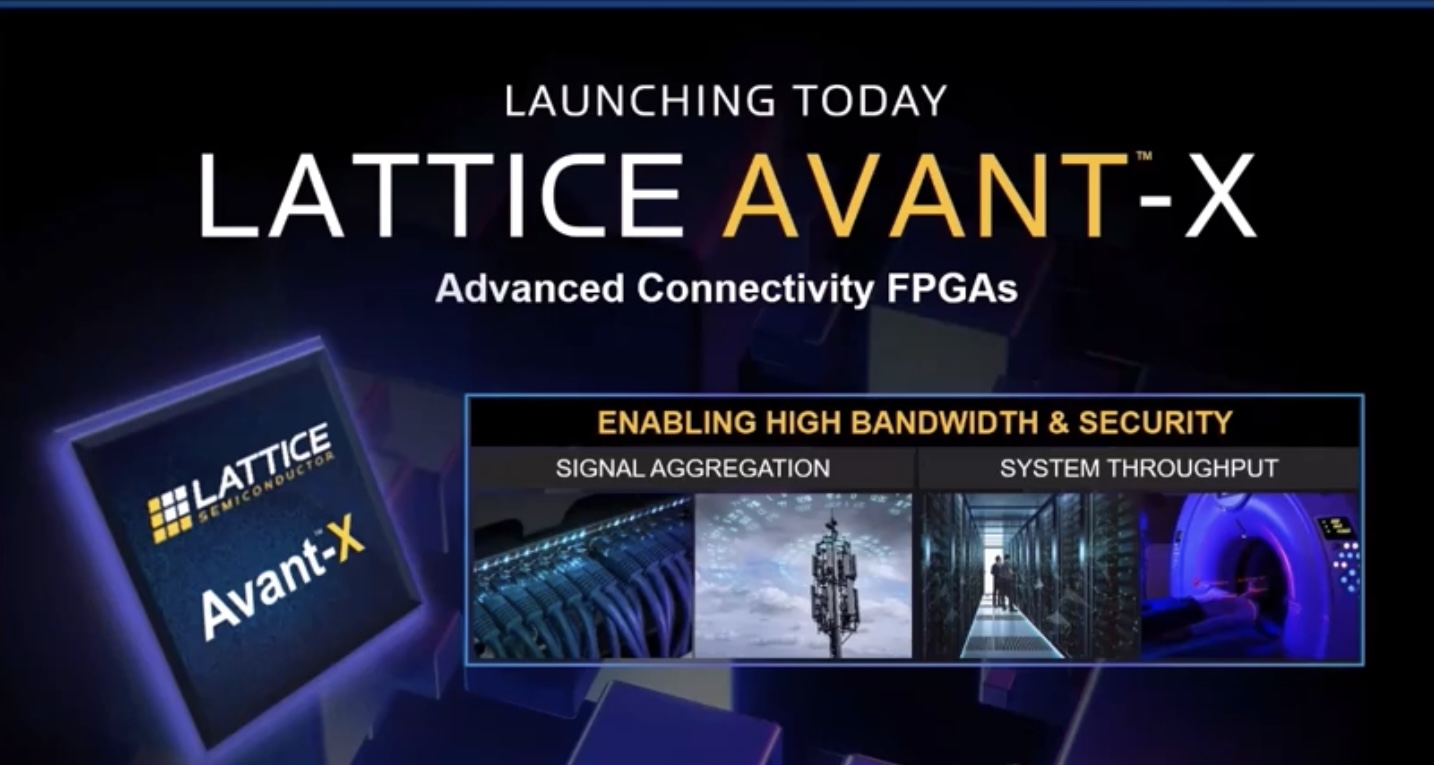 LAUNCHING TODAY
LATTICE AVANT™-X
Advanced Connectivity FPGAs
LATTICE
SEMICONDUCTOR
Avant™-X
ENABLING HIGH BANDWIDTH & SECURITY
SIGNAL AGGREGATION
SYSTEM THROUGHPUT